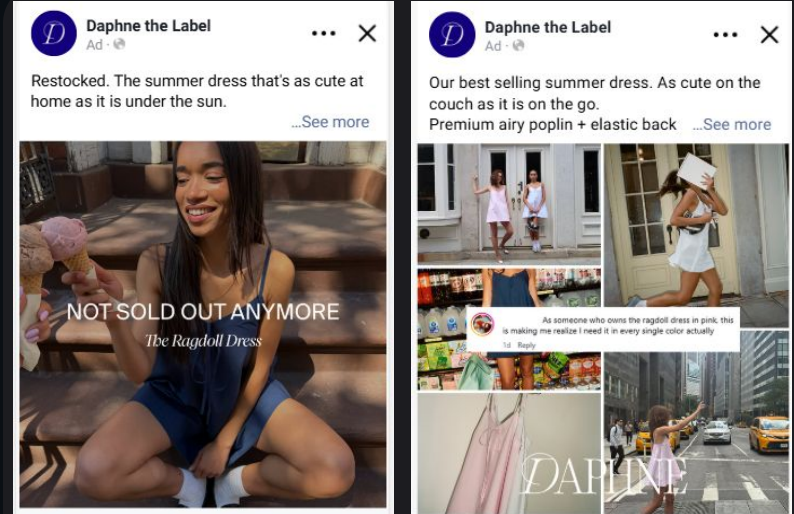 Daphne the Label
Ad
Restocked. The summer dress that's as cute at
home as it is under the sun.
...See more
NOT SOLD OUT ANYMORE
The Ragdoll Dress
Daphne the Label
Ad
Our best selling summer dress. As cute on the
couch as it is on the go.
Premium airy poplin + elastic back ...See more
As someone who owns the ragdoll dress in pink, this
is making me realize I need it in every single color actually
1d Reply
DAPHNE